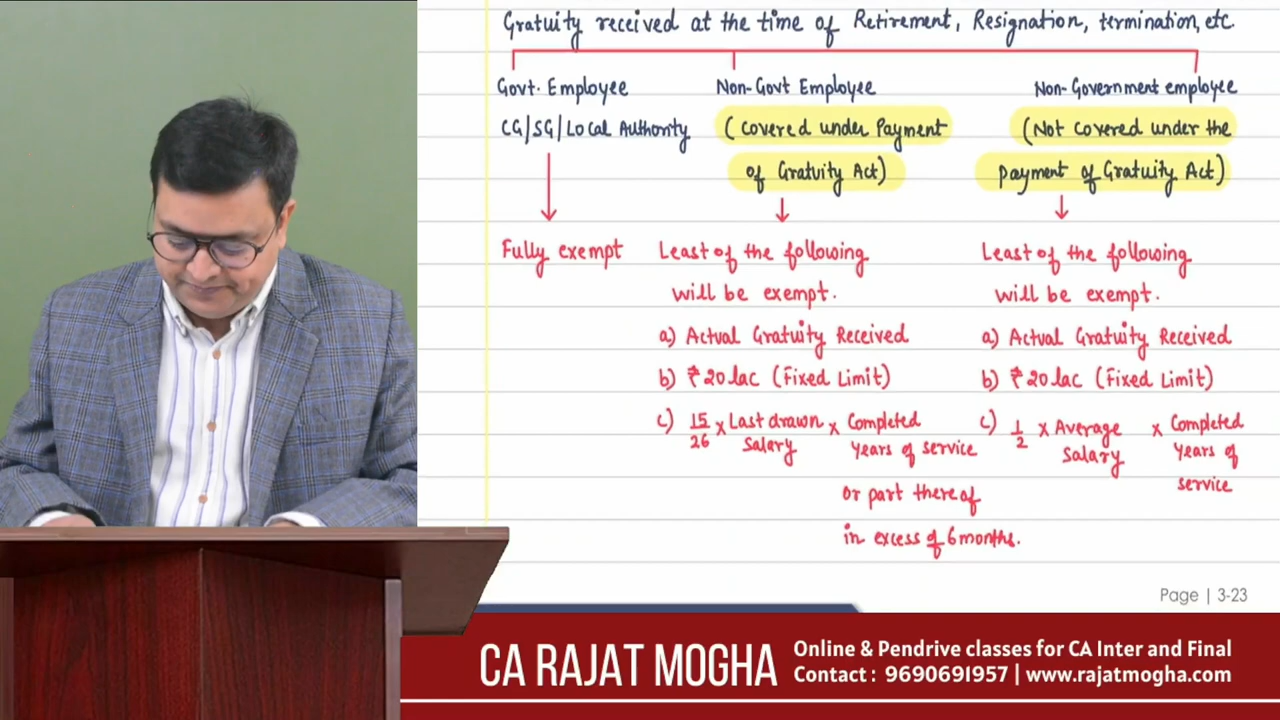 Gratuity received at the time of Retirement, Resignation, termination, etc
Govt. Employee
CG/SG/Local Authority
Fully exempt
Non-Govt Employee
(Covered under Payment
of Gratuity Act)
Least of the following
will be exempt.
a) Actual Gratuity Received
b) ₹20 lac (Fixed Limit)
c) 15/26 x Last drawn Salary x Completed
Years of service
or part there of
in excess of 6 months.
Non-Government employee
(Not Covered under the
payment of Gratuity Act)
Least of the following
will be exempt.
a) Actual Gratuity Received
b) ₹20 lac (Fixed Limit)
c) 1/2 x Average Salary x Completed
Years of
service
Page | 3-23
CA RAJAT MOGHA
Online & Pendrive classes for CA Inter and Final
Contact : 9690691957 | www.rajatmogha.com